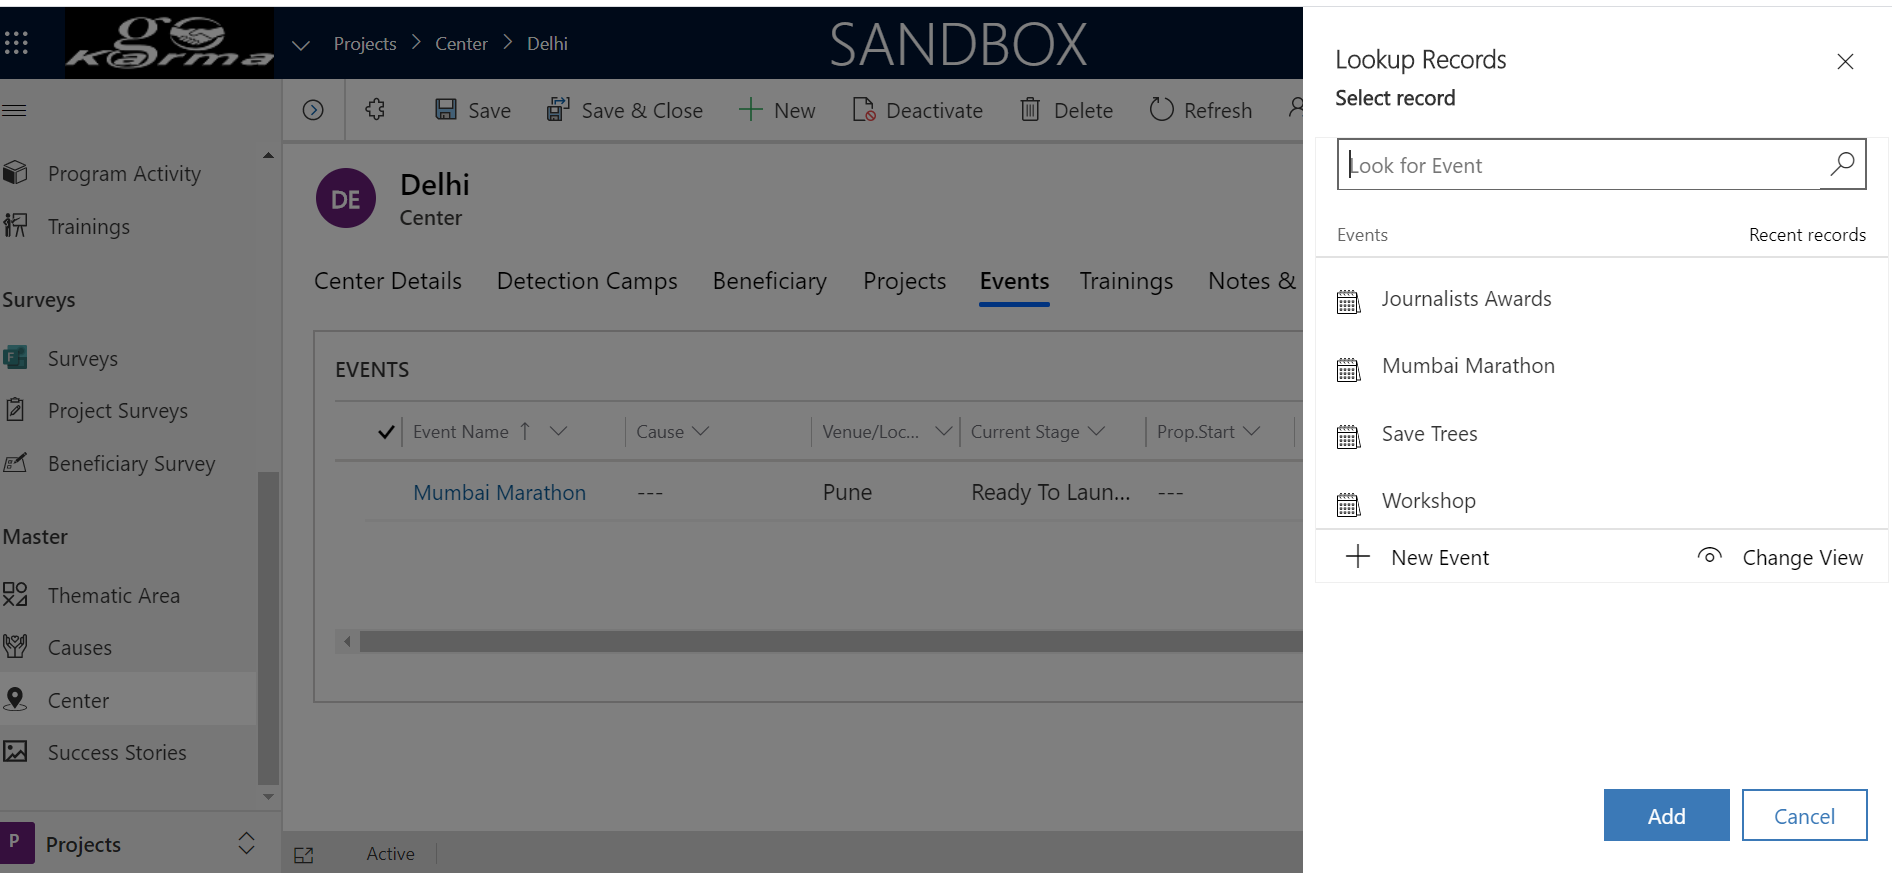 go karma
Projects > Center > Delhi
SANDBOX
Save
Save & Close
New
Deactivate
Delete
Refresh
Program Activity
Trainings
Surveys
Surveys
Project Surveys
Beneficiary Survey
Master
Thematic Area
Causes
Center
Success Stories
P
Projects
DE
Delhi
Center
Center Details
Detection Camps
Beneficiary
Projects
Events
Trainings
Notes &
EVENTS
Event Name ↑
Cause
Venue/Loc...
Current Stage
Prop.Start
Mumbai Marathon
---
Pune
Ready To Laun...
---
Active
Lookup Records
Select record
Look for Event
Events
Recent records
Journalists Awards
Mumbai Marathon
Save Trees
Workshop
New Event
Change View
Add
Cancel